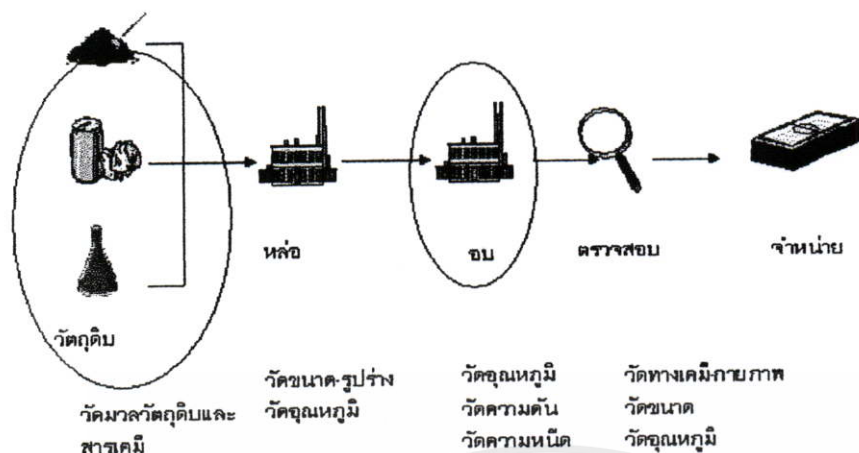 หล่อ
อบ
ตรวจสอบ
จำหน่าย
วัตถุดิบ
วัดมวลวัตถุดิบและ
สารเคมี
วัดขนาด-รูปร่าง
วัดอุณหภูมิ
วัดอุณหภูมิ
วัดความดัน
วัดความหนืด
วัดทางเคมี-กายภาพ
วัดขนาด
วัดอุณหภูมิ